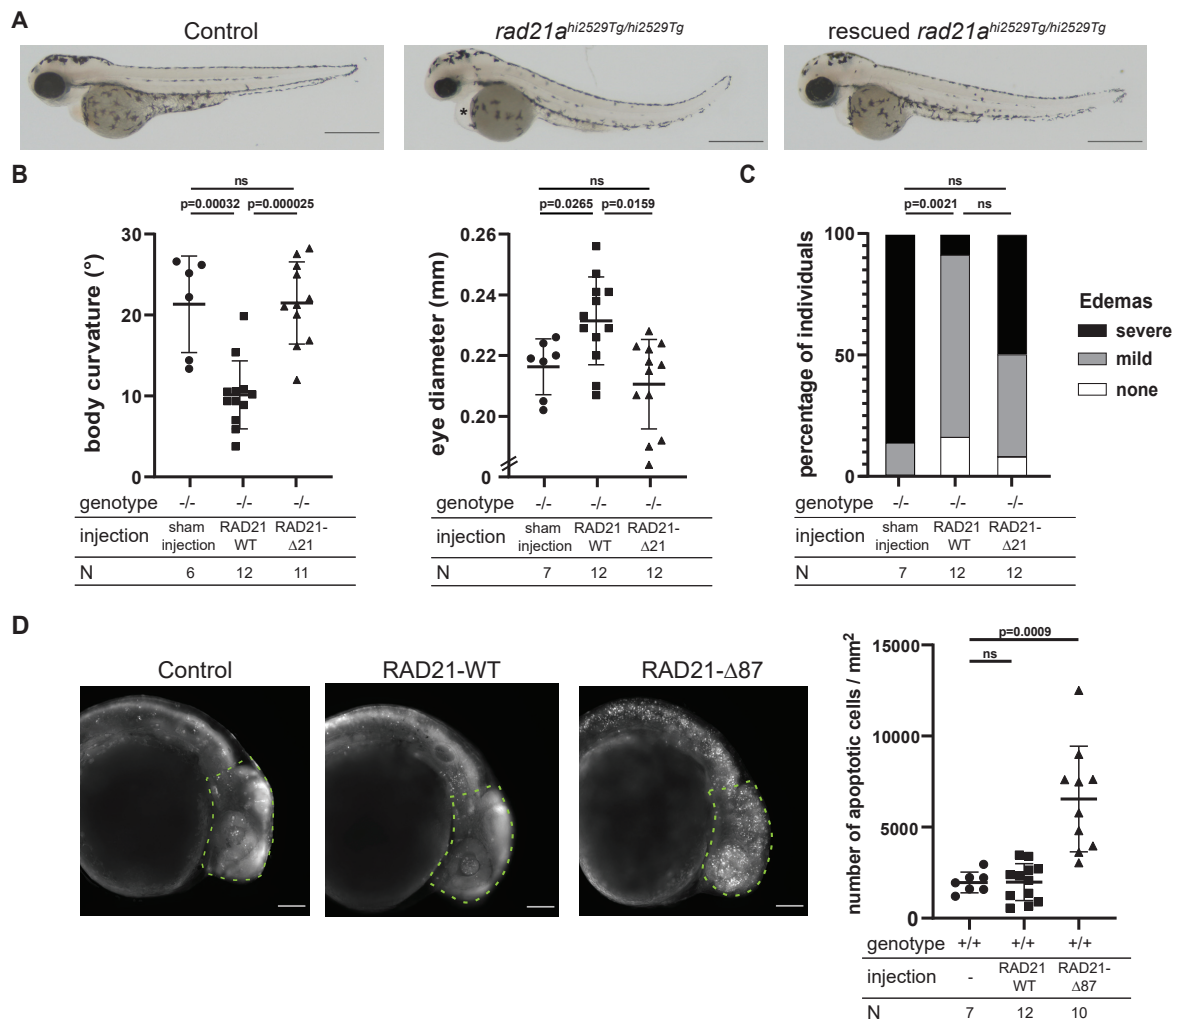 A
Control
rad21a^hi2529Tg/hi2529Tg
rescued rad21a^hi2529Tg/hi2529Tg
*
B
ns
p=0.00032 p=0.000025
body curvature (°)
30
20
10
0
genotype -/- -/- -/-
injection sham injection RAD21 WT RAD21-Δ21
N 6 12 11
ns
p=0.0265 p=0.0159
eye diameter (mm)
0.26
0.24
0.22
0.20
0
genotype -/- -/- -/-
injection sham injection RAD21 WT RAD21-Δ21
N 7 12 12
C
ns
p=0.0021 ns
percentage of individuals
100
50
0
Edemas
severe
mild
none
genotype -/- -/- -/-
injection sham injection RAD21 WT RAD21-Δ21
N 7 12 12
D
Control
RAD21-WT
RAD21-Δ87
p=0.0009
ns
number of apoptotic cells / mm²
15000
10000
5000
0
genotype +/+ +/+ +/+
injection - RAD21 WT RAD21-Δ87
N 7 12 10